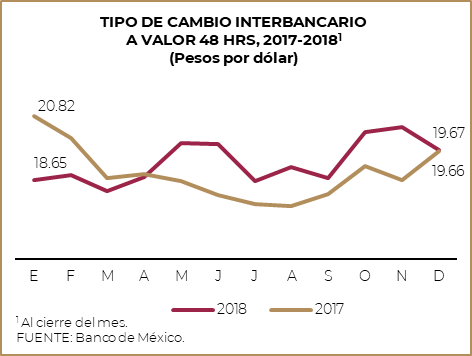 TIPO DE CAMBIO INTERBANCARIO
A VALOR 48 HRS, 2017-2018¹
(Pesos por dólar)
20.82
18.65
19.67
19.66
E F M A M J J A S O N D
2018 2017
¹ Al cierre del mes.
FUENTE: Banco de México.